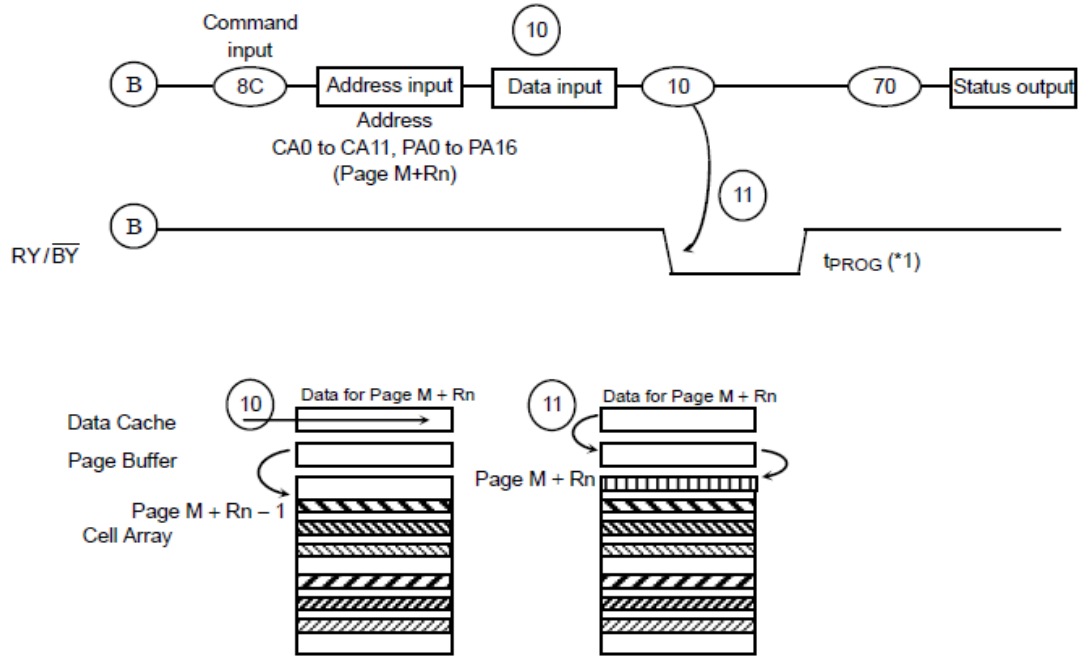 Command
input
10
B
8C
Address input
Data input
10
70
Status output
Address
CA0 to CA11, PA0 to PA16
(Page M+Rn)
11
B
RY/BY
tPROG (*1)
10
Data for Page M + Rn
11
Data for Page M + Rn
Data Cache
Page Buffer
Page M + Rn
Page M + Rn – 1
Cell Array